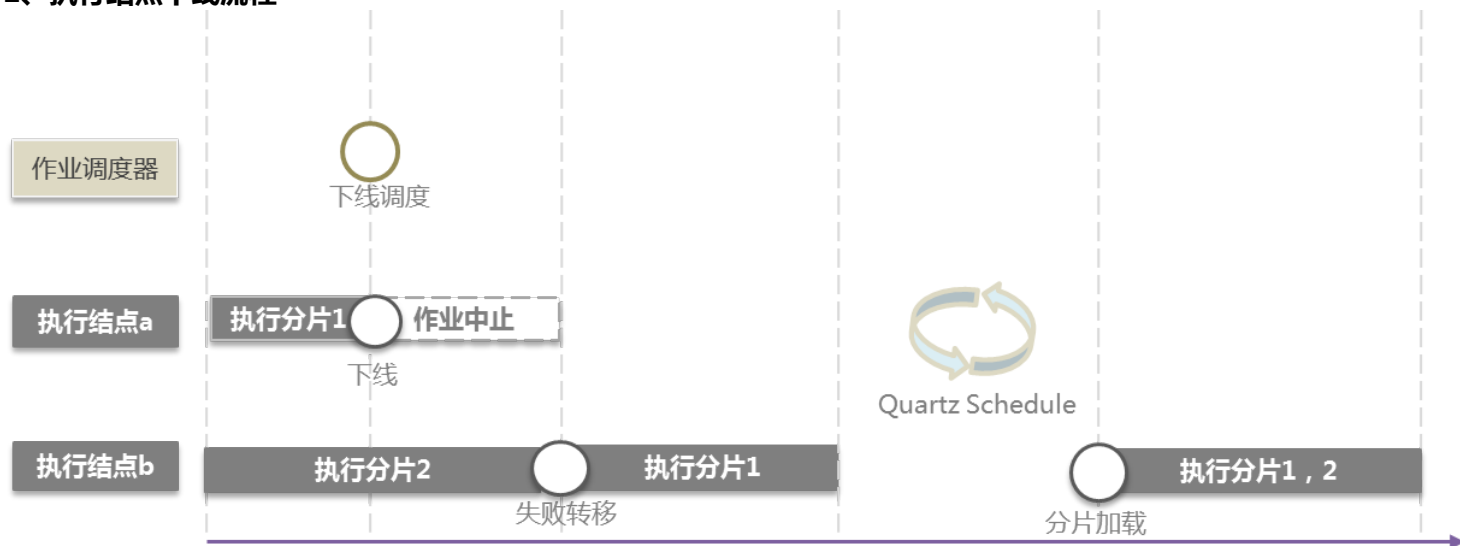 作业调度器
下线调度
执行结点a
执行分片1
作业中止
下线
Quartz Schedule
执行结点b
执行分片2
执行分片1
执行分片1，2
失败转移
分片加载